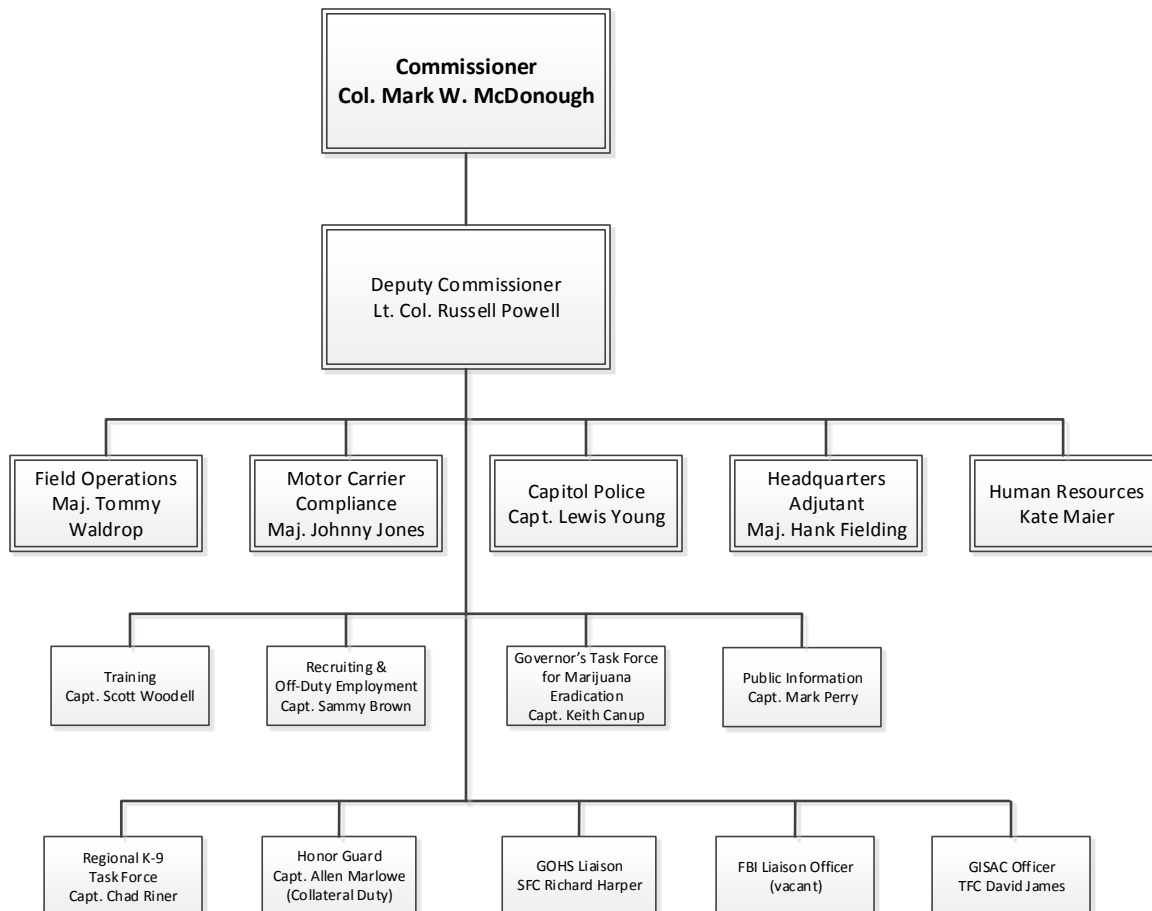 Commissioner
Col. Mark W. McDonough
Deputy Commissioner
Lt. Col. Russell Powell
Field Operations
Maj. Tommy
Waldrop
Motor Carrier
Compliance
Maj. Johnny Jones
Capitol Police
Capt. Lewis Young
Headquarters
Adjutant
Maj. Hank Fielding
Human Resources
Kate Maier
Training
Capt. Scott Woodell
Recruiting &
Off-Duty Employment
Capt. Sammy Brown
Governor’s Task Force
for Marijuana
Eradication
Capt. Keith Canup
Public Information
Capt. Mark Perry
Regional K-9
Task Force
Capt. Chad Riner
Honor Guard
Capt. Allen Marlowe
(Collateral Duty)
GOHS Liaison
SFC Richard Harper
FBI Liaison Officer
(vacant)
GISAC Officer
TFC David James